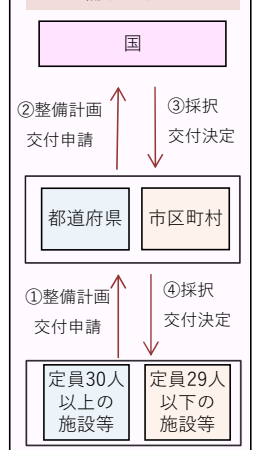 国
②整備計画
交付申請
③採択
交付決定
都道府県
市区町村
①整備計画
交付申請
④採択
交付決定
定員30人
以上の
施設等
定員29人
以下の
施設等